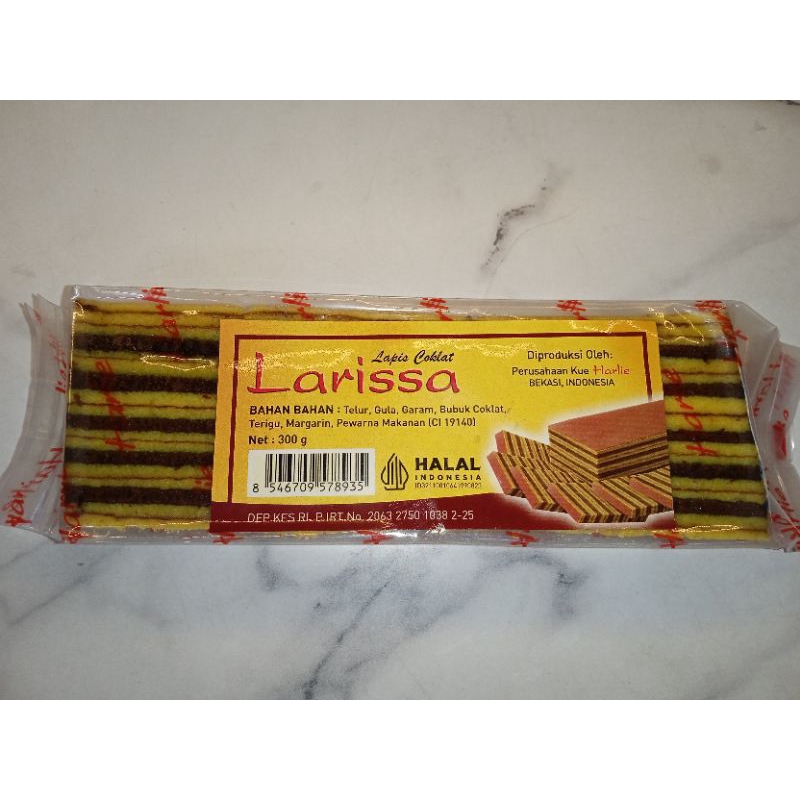 Lapis Coklat
Larissa
BAHAN BAHAN : Telur, Gula, Garam, Bubuk Coklat,
Terigu, Margarin, Pewarna Makanan (CI 19140)
Net : 300 g
8 546709 578935
HALAL
INDONESIA
DEP.KES RI. P.IRT.No. 2063 2750 1038 2-25
Diproduksi Oleh:
Perusahaan Kue Harlie
BEKASI, INDONESIA
Harlie
Harlie